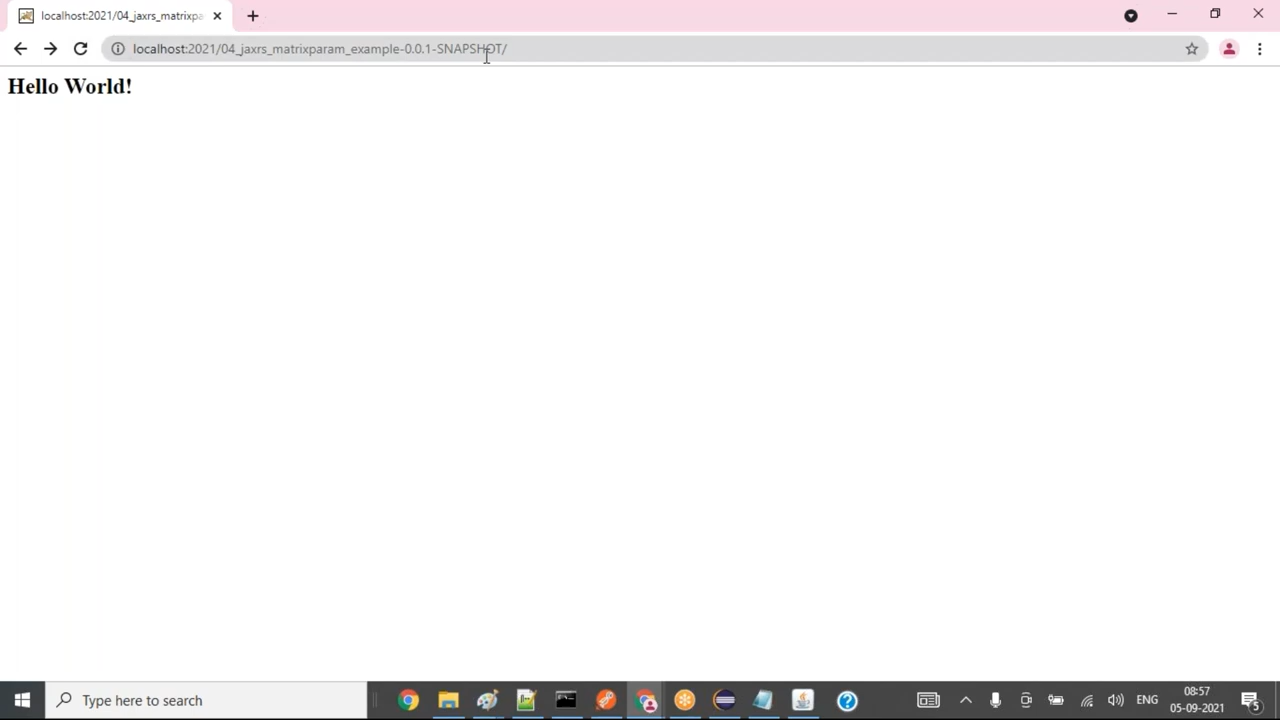 localhost:2021/04_jaxrs_matrixpa
localhost:2021/04_jaxrs_matrixparam_example-0.0.1-SNAPSHOT/
Hello World!
Type here to search
ENG
08:57
05-09-2021
5